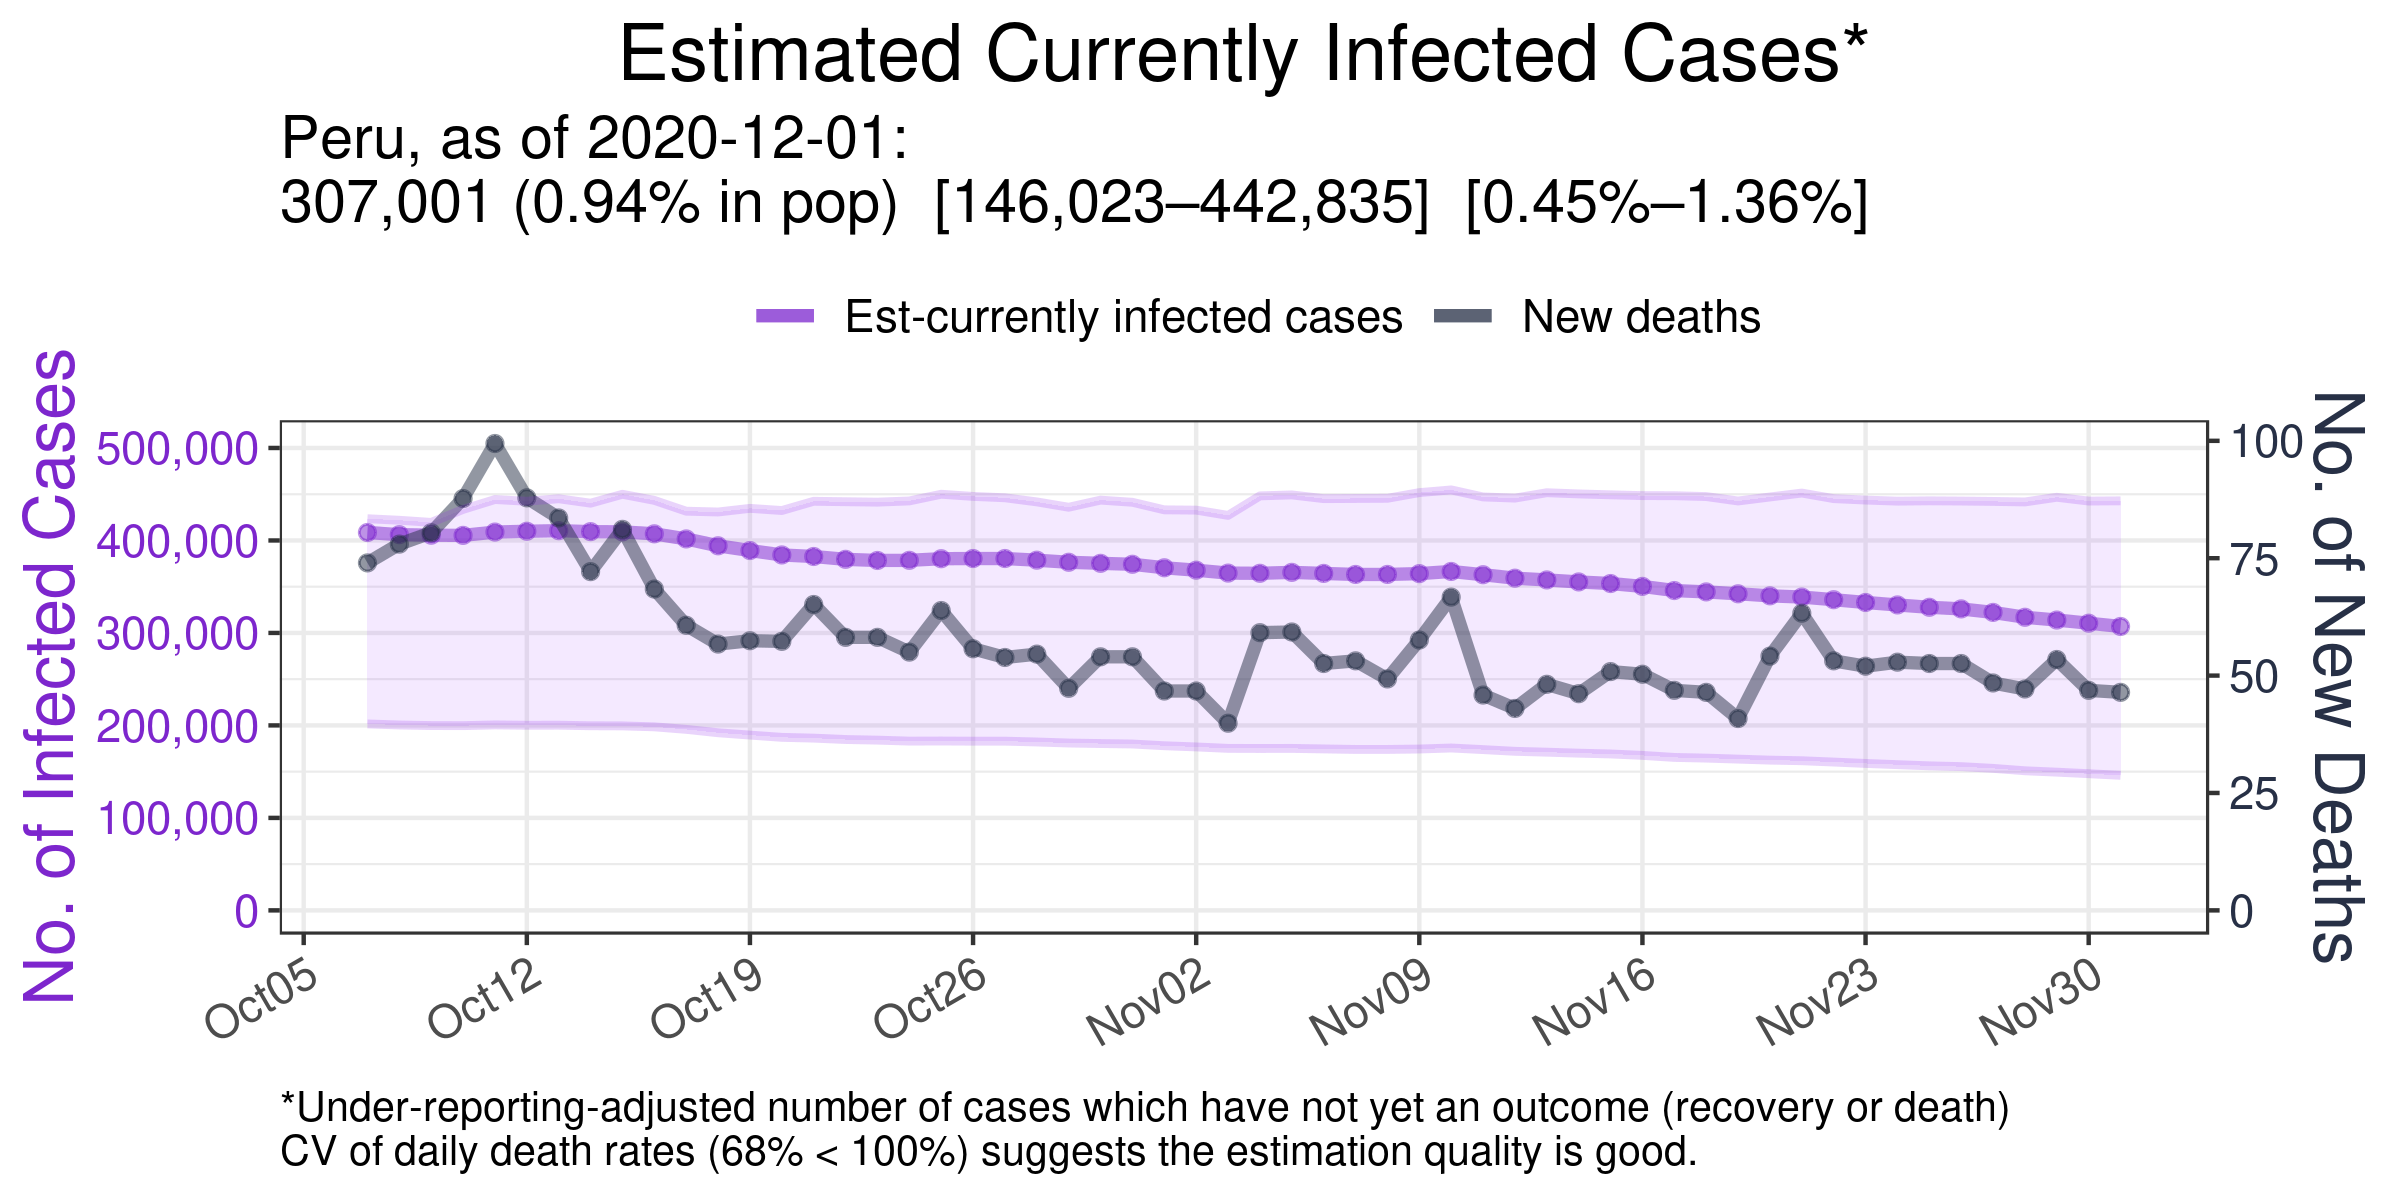 Estimated Currently Infected Cases*
Peru, as of 2020-12-01:
307,001 (0.94% in pop)  [146,023–442,835]  [0.45%–1.36%]
Est-currently infected cases
New deaths
No. of Infected Cases
500,000
400,000
300,000
200,000
100,000
0
No. of New Deaths
100
75
50
25
0
Oct05
Oct12
Oct19
Oct26
Nov02
Nov09
Nov16
Nov23
Nov30
*Under-reporting-adjusted number of cases which have not yet an outcome (recovery or death)
CV of daily death rates (68% < 100%) suggests the estimation quality is good.